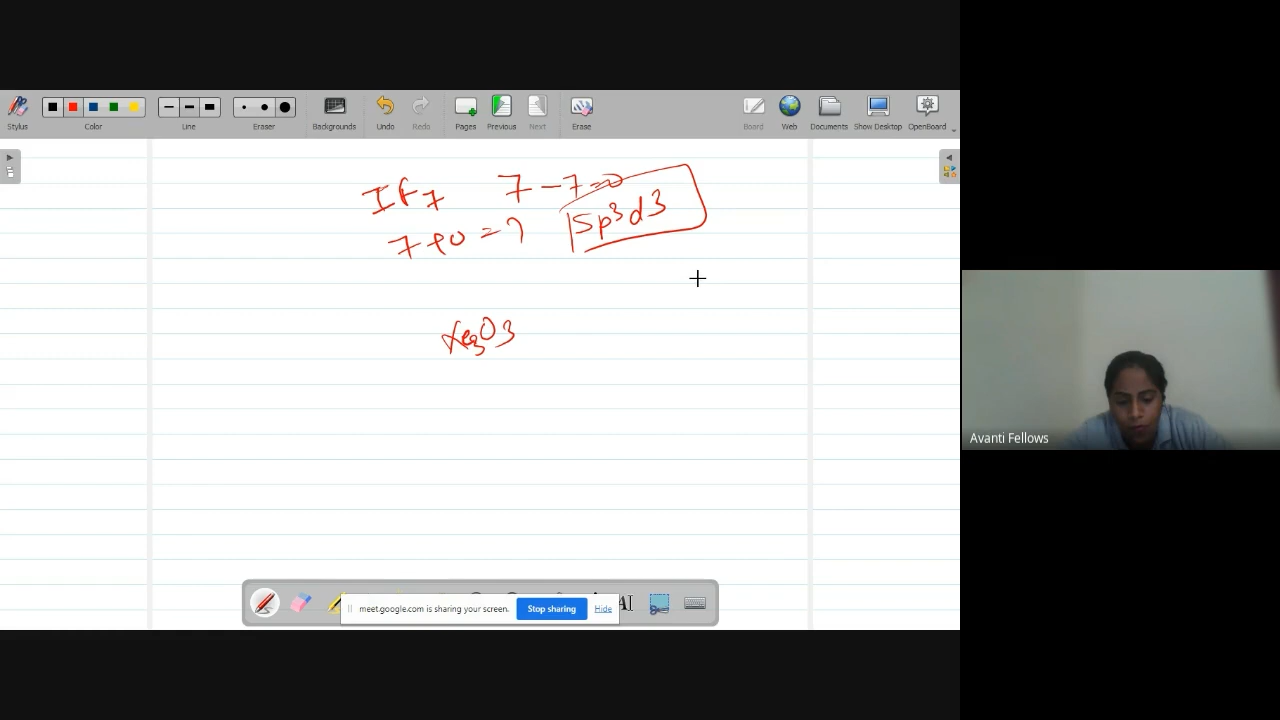 Stylus
Color
Line
Eraser
Backgrounds
Undo
Redo
Pages
Previous
Next
Erase
Board
Web
Documents
Show Desktop
OpenBoard
IF7 7-7=0
7+0=7 sp³d3
Xe3O3
Avanti Fellows
meet.google.com is sharing your screen.
Stop sharing
Hide